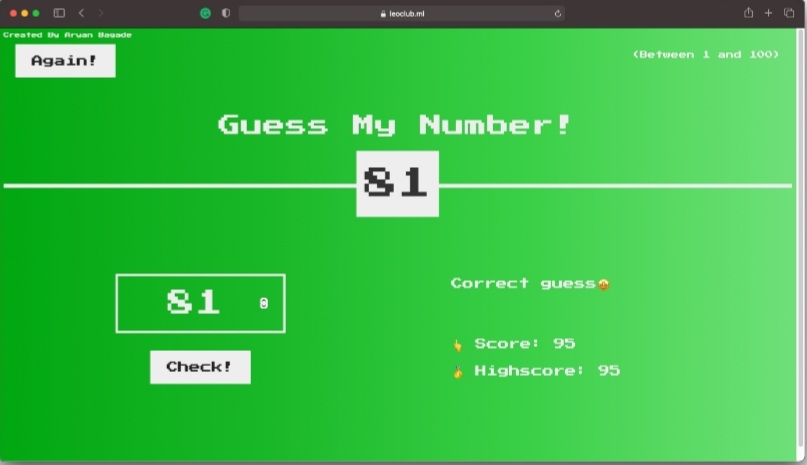 leoclub.ml
Created By Aryan Bagade
Again!
(Between 1 and 100)
Guess My Number!
81
81
Correct guess🤩
👆 Score: 95
🥇 Highscore: 95
Check!